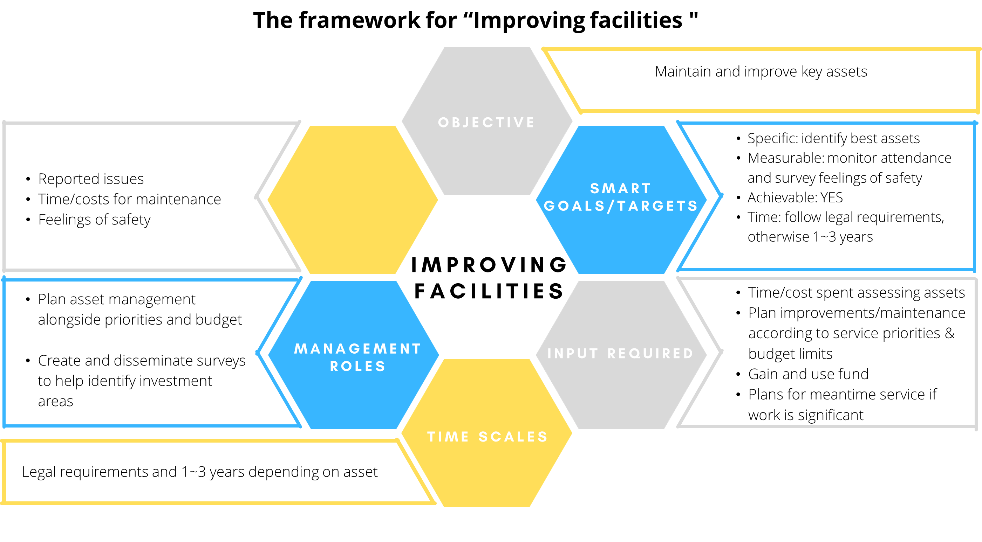 The framework for “Improving facilities "
Maintain and improve key assets
OBJECTIVE
• Specific: identify best assets
• Measurable: monitor attendance
and survey feelings of safety
• Achievable: YES
• Time: follow legal requirements,
otherwise 1~3 years
SMART
GOALS/TARGETS
• Reported issues
• Time/costs for maintenance
• Feelings of safety
IMPROVING
FACILITIES
• Time/cost spent assessing assets
• Plan improvements/maintenance
according to service priorities &
budget limits
• Gain and use fund
• Plans for meantime service if
work is significant
INPUT REQUIRED
• Plan asset management
alongside priorities and budget
• Create and disseminate surveys
to help identify investment
areas
MANAGEMENT
ROLES
TIME SCALES
Legal requirements and 1~3 years depending on asset